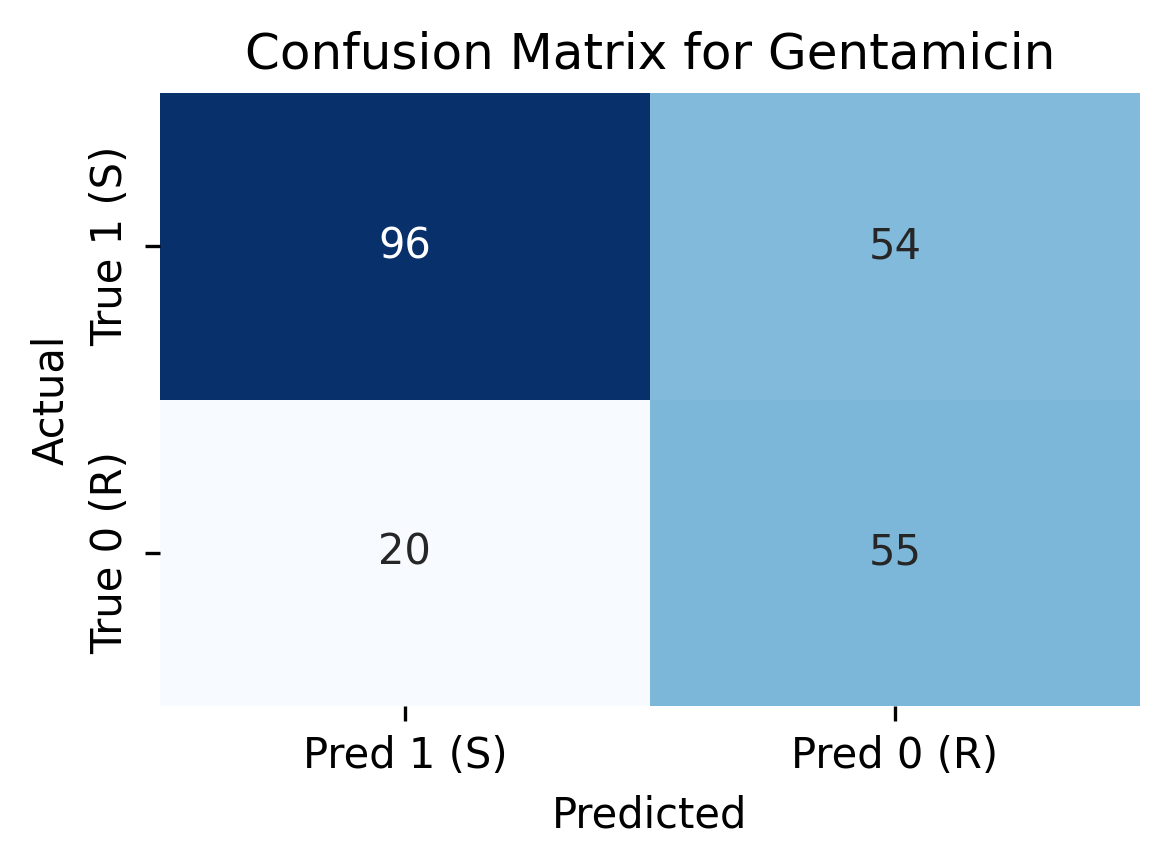 Confusion Matrix for Gentamicin
Actual
True 1 (S)
96
54
True 0 (R)
20
55
Pred 1 (S)
Pred 0 (R)
Predicted